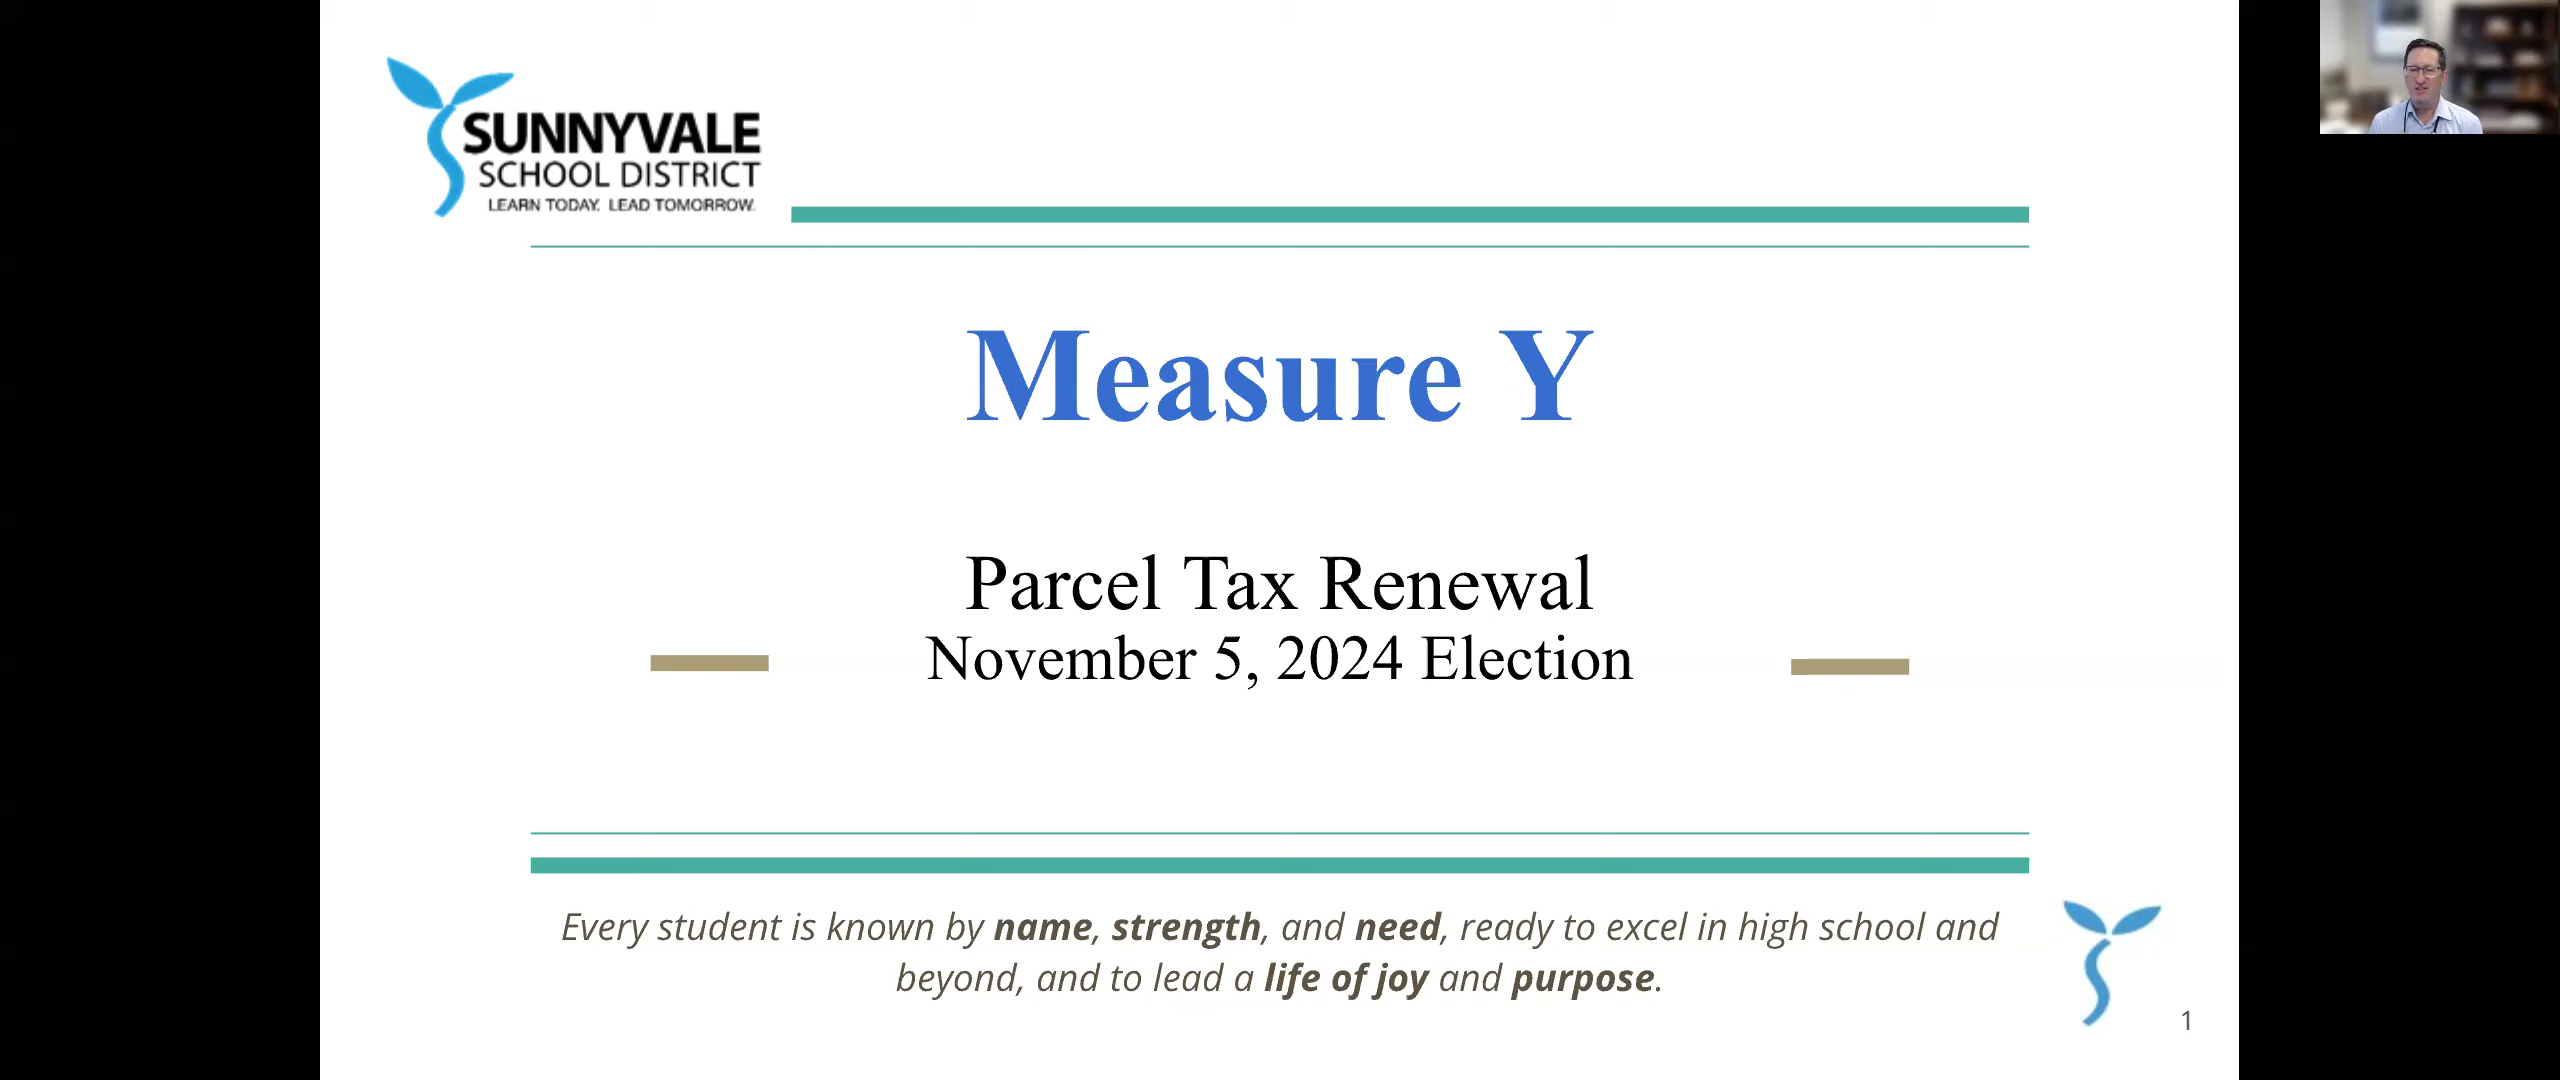 SUNNYVALE
SCHOOL DISTRICT
LEARN TODAY. LEAD TOMORROW.
Measure Y
Parcel Tax Renewal
November 5, 2024 Election
Every student is known by name, strength, and need, ready to excel in high school and
beyond, and to lead a life of joy and purpose.
1